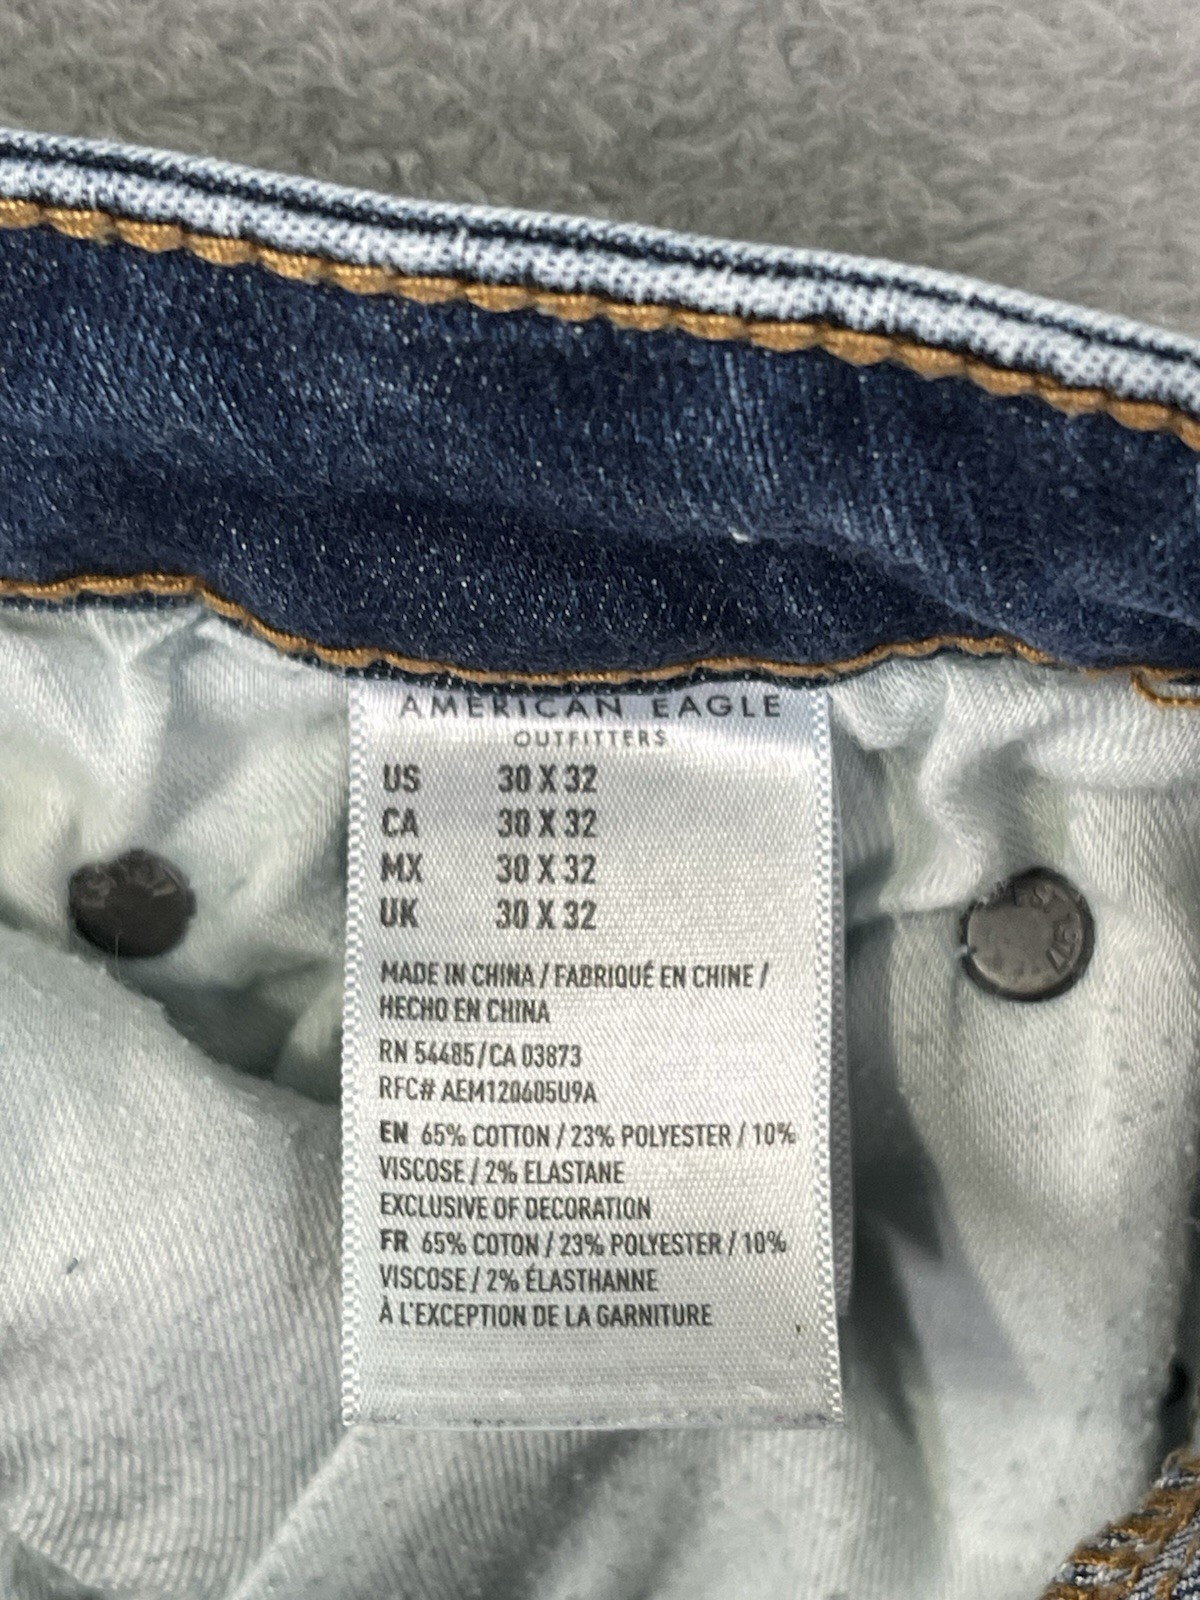 AMERICAN EAGLE
OUTFITTERS
US 30 X 32
CA 30 X 32
MX 30 X 32
UK 30 X 32
MADE IN CHINA / FABRIQUÉ EN CHINE /
HECHO EN CHINA
RN 54485/CA 03873
RFC# AEM120605U9A
EN 65% COTTON / 23% POLYESTER / 10%
VISCOSE / 2% ELASTANE
EXCLUSIVE OF DECORATION
FR 65% COTON / 23% POLYESTER / 10%
VISCOSE / 2% ÉLASTHANNE
À L'EXCEPTION DE LA GARNITURE